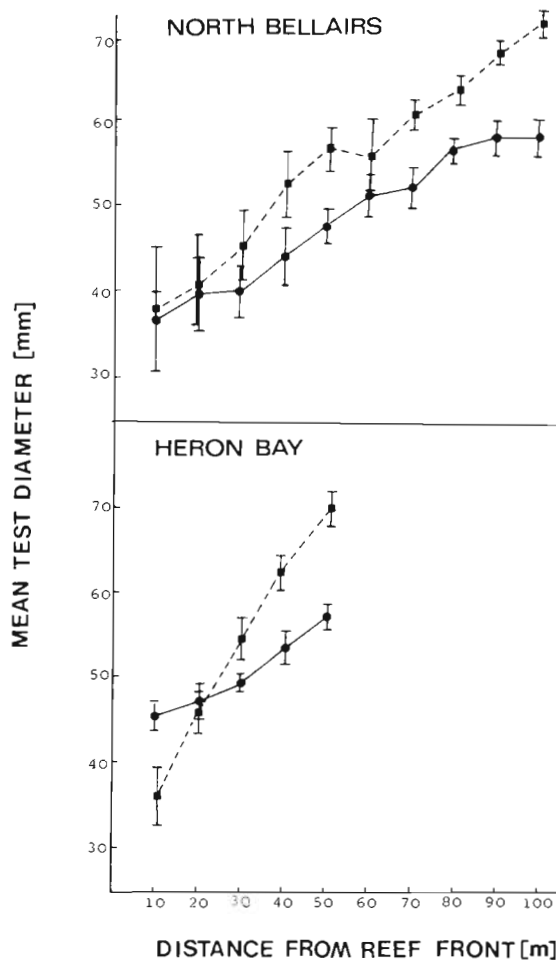 NORTH BELLAIRS
70
60
50
40
30
HERON BAY
70
60
50
40
30
MEAN TEST DIAMETER [mm]
10 20 30 40 50 60 70 80 90 100
DISTANCE FROM REEF FRONT [m]